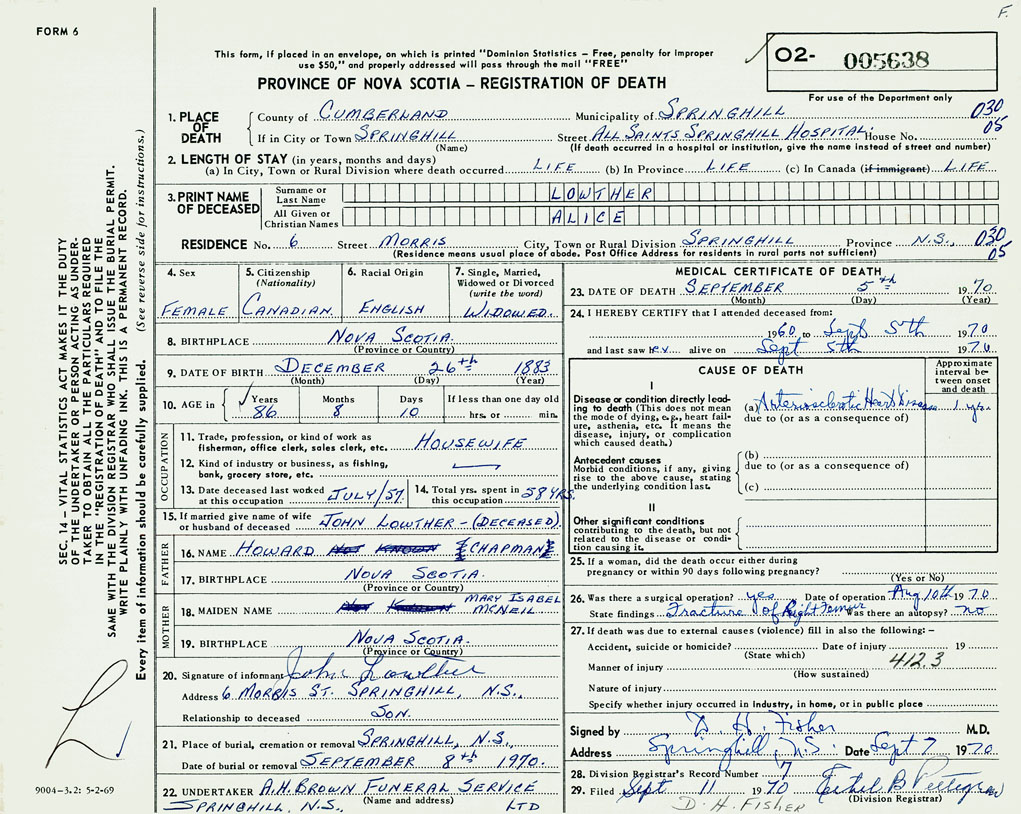 F.
FORM 6
This form, if placed in an envelope, on which is printed "Dominion Statistics – Free, penalty for improper
use $50," and properly addressed will pass through the mail "FREE"
02- 005638
PROVINCE OF NOVA SCOTIA – REGISTRATION OF DEATH
For use of the Department only
1. PLACE OF DEATH
County of CUMBERLAND Municipality of SPRINGHILL 030
If in City or Town SPRINGHILL Street ALL SAINTS SPRINGHILL HOSPITAL House No. 05
(Name) (If death occurred in a hospital or institution, give the name instead of street and number)
2. LENGTH OF STAY (in years, months and days)
(a) In City, Town or Rural Division where death occurred LIFE (b) In Province LIFE (c) In Canada (if immigrant) LIFE
3. PRINT NAME OF DECEASED
Surname or Last Name LOWTHER
All Given or Christian Names ALICE
RESIDENCE No. 6 Street MORRIS City, Town or Rural Division SPRINGHILL Province N.S. 030
(Residence means usual place of abode. Post Office Address for residents in rural parts not sufficient) 05
4. Sex
FEMALE
5. Citizenship
(Nationality)
CANADIAN
6. Racial Origin
ENGLISH
7. Single, Married,
Widowed or Divorced
(write the word)
WIDOWED
8. BIRTHPLACE NOVA SCOTIA
(Province or Country)
9. DATE OF BIRTH DECEMBER 26th 1883
(Month) (Day) (Year)
10. AGE in
Years Months Days If less than one day old
86 8 10 hrs. or min.
OCCUPATION
11. Trade, profession, or kind of work as
fisherman, office clerk, sales clerk, etc. HOUSEWIFE
12. Kind of industry or business, as fishing,
bank, grocery store, etc.
13. Date deceased last worked
at this occupation JULY/57
14. Total yrs. spent in
this occupation 58 YRS.
15. If married give name of wife
or husband of deceased JOHN LOWTHER – (DECEASED)
FATHER
16. NAME HOWARD NOT KNOWN (CHAPMAN)
17. BIRTHPLACE NOVA SCOTIA
(Province or Country)
MOTHER
18. MAIDEN NAME NOT KNOWN MARY ISABEL
MCNEIL
19. BIRTHPLACE NOVA SCOTIA
(Province or Country)
20. Signature of informant John Lowther
Address 6 MORRIS ST. SPRINGHILL, N.S.
Relationship to deceased SON.
21. Place of burial, cremation or removal SPRINGHILL, N.S.,
Date of burial or removal SEPTEMBER 8th 1970.
22. UNDERTAKER A.H. BROWN FUNERAL SERVICE
(Name and address)
SPRINGHILL, N.S. LTD
MEDICAL CERTIFICATE OF DEATH
23. DATE OF DEATH SEPTEMBER 5th 1970
(Month) (Day) (Year)
24. I HEREBY CERTIFY that I attended deceased from:
1960 to Sept 5th 1970
and last saw her alive on Sept 5th 1970
CAUSE OF DEATH
Approximate
interval be-
tween onset
and death
I
Disease or condition directly lead-
ing to death (This does not mean
the mode of dying, e.g., heart fail-
ure, asthenia, etc. It means the
disease, injury, or complication
which caused death.)
(a) Arteriosclerotic Heart Disease 1 yr.
due to (or as a consequence of)
Antecedent causes
Morbid conditions, if any, giving
rise to the above cause, stating
the underlying condition last.
(b)
due to (or as a consequence of)
(c)
II
Other significant conditions
contributing to the death, but not
related to the disease or condi-
tion causing it.
25. If a woman, did the death occur either during
pregnancy or within 90 days following pregnancy?
(Yes or No)
26. Was there a surgical operation? yes Date of operation Aug 10th 1970
State findings Fracture of Right Femur Was there an autopsy? no
27. If death was due to external causes (violence) fill in also the following:–
Accident, suicide or homicide? Date of injury 19
(State which) 412.3
Manner of injury
(How sustained)
Nature of injury
Specify whether injury occurred in industry, in home, or in public place
Signed by D. H. Fisher M.D.
Address Springhill, N.S. Date Sept 7 1970
28. Division Registrar's Record Number 7
29. Filed Sept 11 1970 Ethel B Pettegrew
(Division Registrar)
D. H. FISHER
SEC. 14 – VITAL STATISTICS ACT MAKES IT THE DUTY
OF THE UNDERTAKER OR PERSON ACTING AS UNDER-
TAKER TO OBTAIN ALL THE PARTICULARS REQUIRED
IN THE "REGISTRATION OF DEATH" AND TO FILE THE
SAME WITH THE DIVISION REGISTRAR WHO SHALL ISSUE THE BURIAL PERMIT.
WRITE PLAINLY WITH UNFADING INK. THIS IS A PERMANENT RECORD.
Every item of information should be carefully supplied. (See reverse side for instructions.)
9004-3.2: 5-2-69